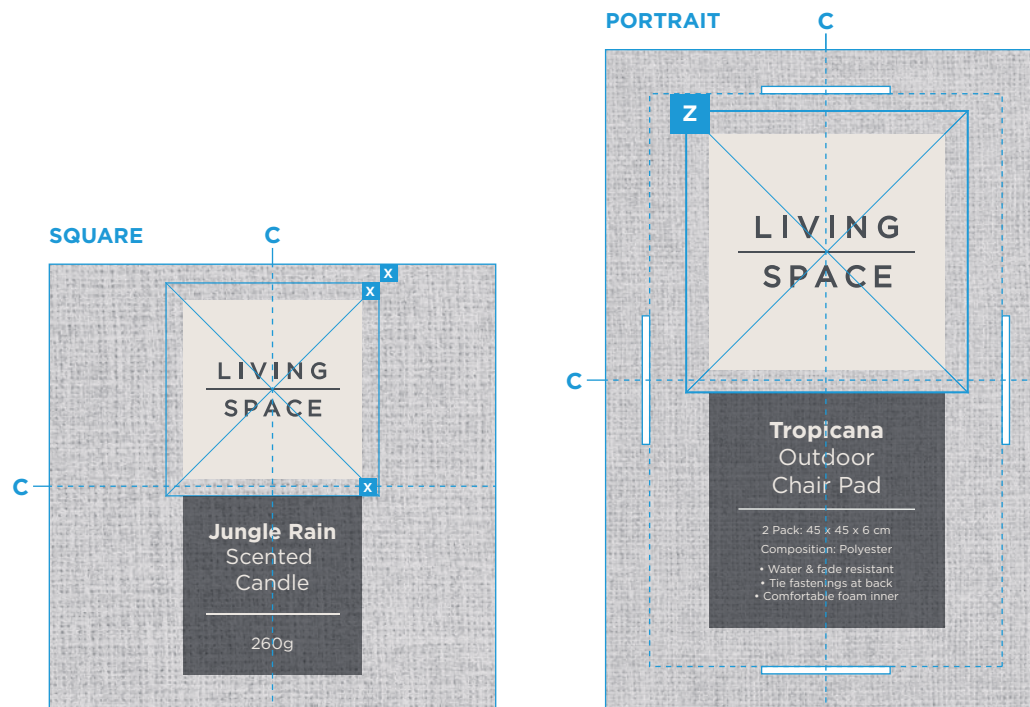 SQUARE
C
X
X
LIVING
SPACE
X
C
Jungle Rain
Scented
Candle
260g
PORTRAIT
C
Z
LIVING
SPACE
C
Tropicana
Outdoor
Chair Pad
2 Pack: 45 x 45 x 6 cm
Composition: Polyester
• Water & fade resistant
• Tie fastenings at back
• Comfortable foam inner